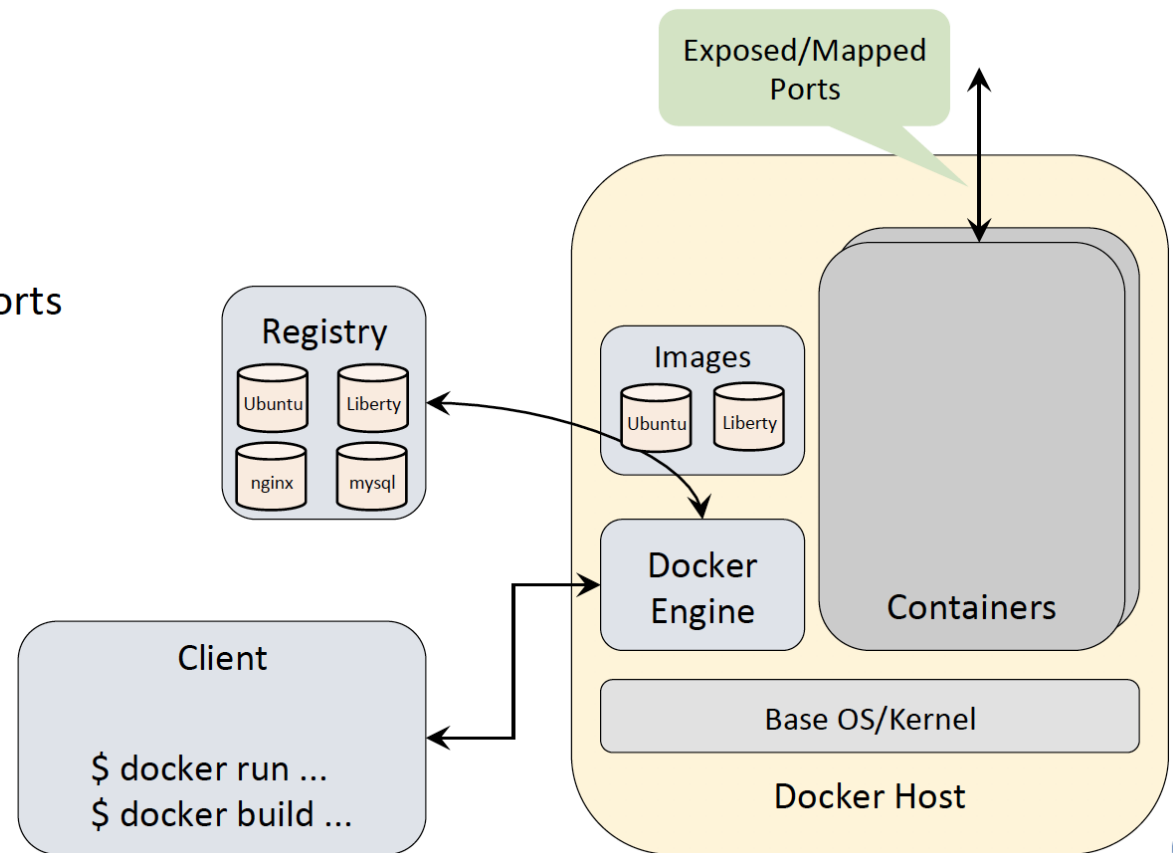 Exposed/Mapped
Ports
orts
Registry
Ubuntu
Liberty
nginx
mysql
Images
Ubuntu
Liberty
Docker
Engine
Containers
Client
$ docker run ...
$ docker build ...
Base OS/Kernel
Docker Host